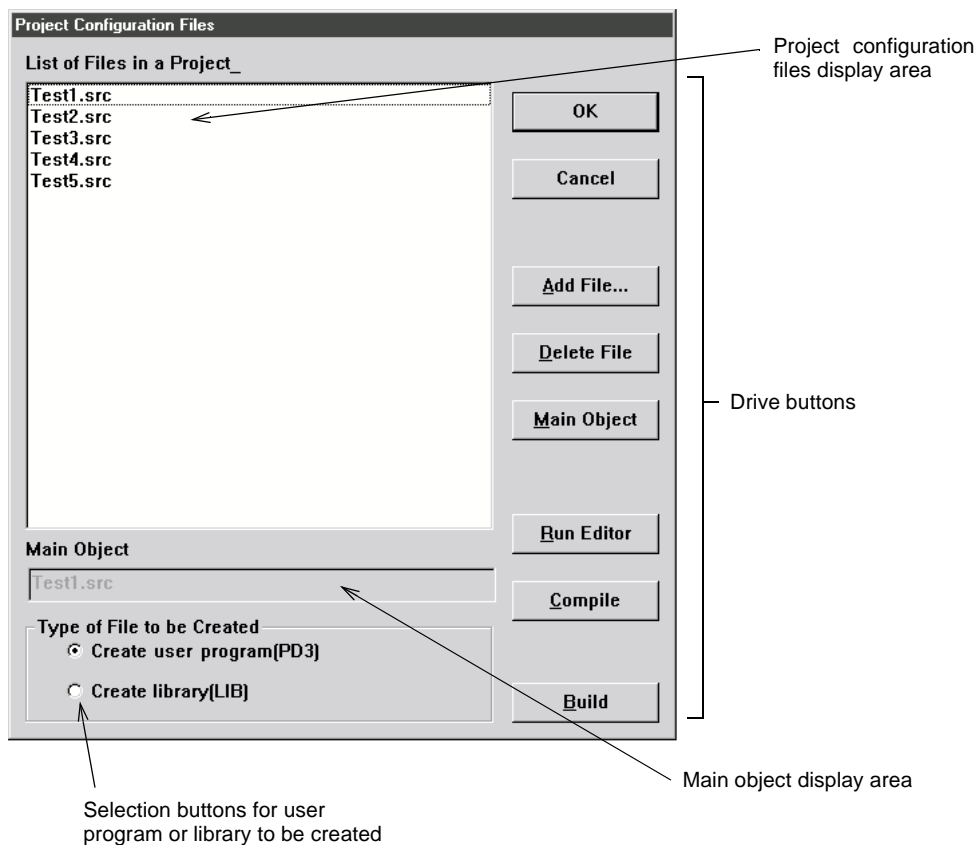 Project Configuration Files
List of Files in a Project_
Test1.src
Test2.src
Test3.src
Test4.src
Test5.src
OK
Cancel
Add File...
Delete File
Main Object
Run Editor
Compile
Build
Main Object
Test1.src
Type of File to be Created
Create user program(PD3)
Create library(LIB)
Project configuration
files display area
Drive buttons
Main object display area
Selection buttons for user
program or library to be created